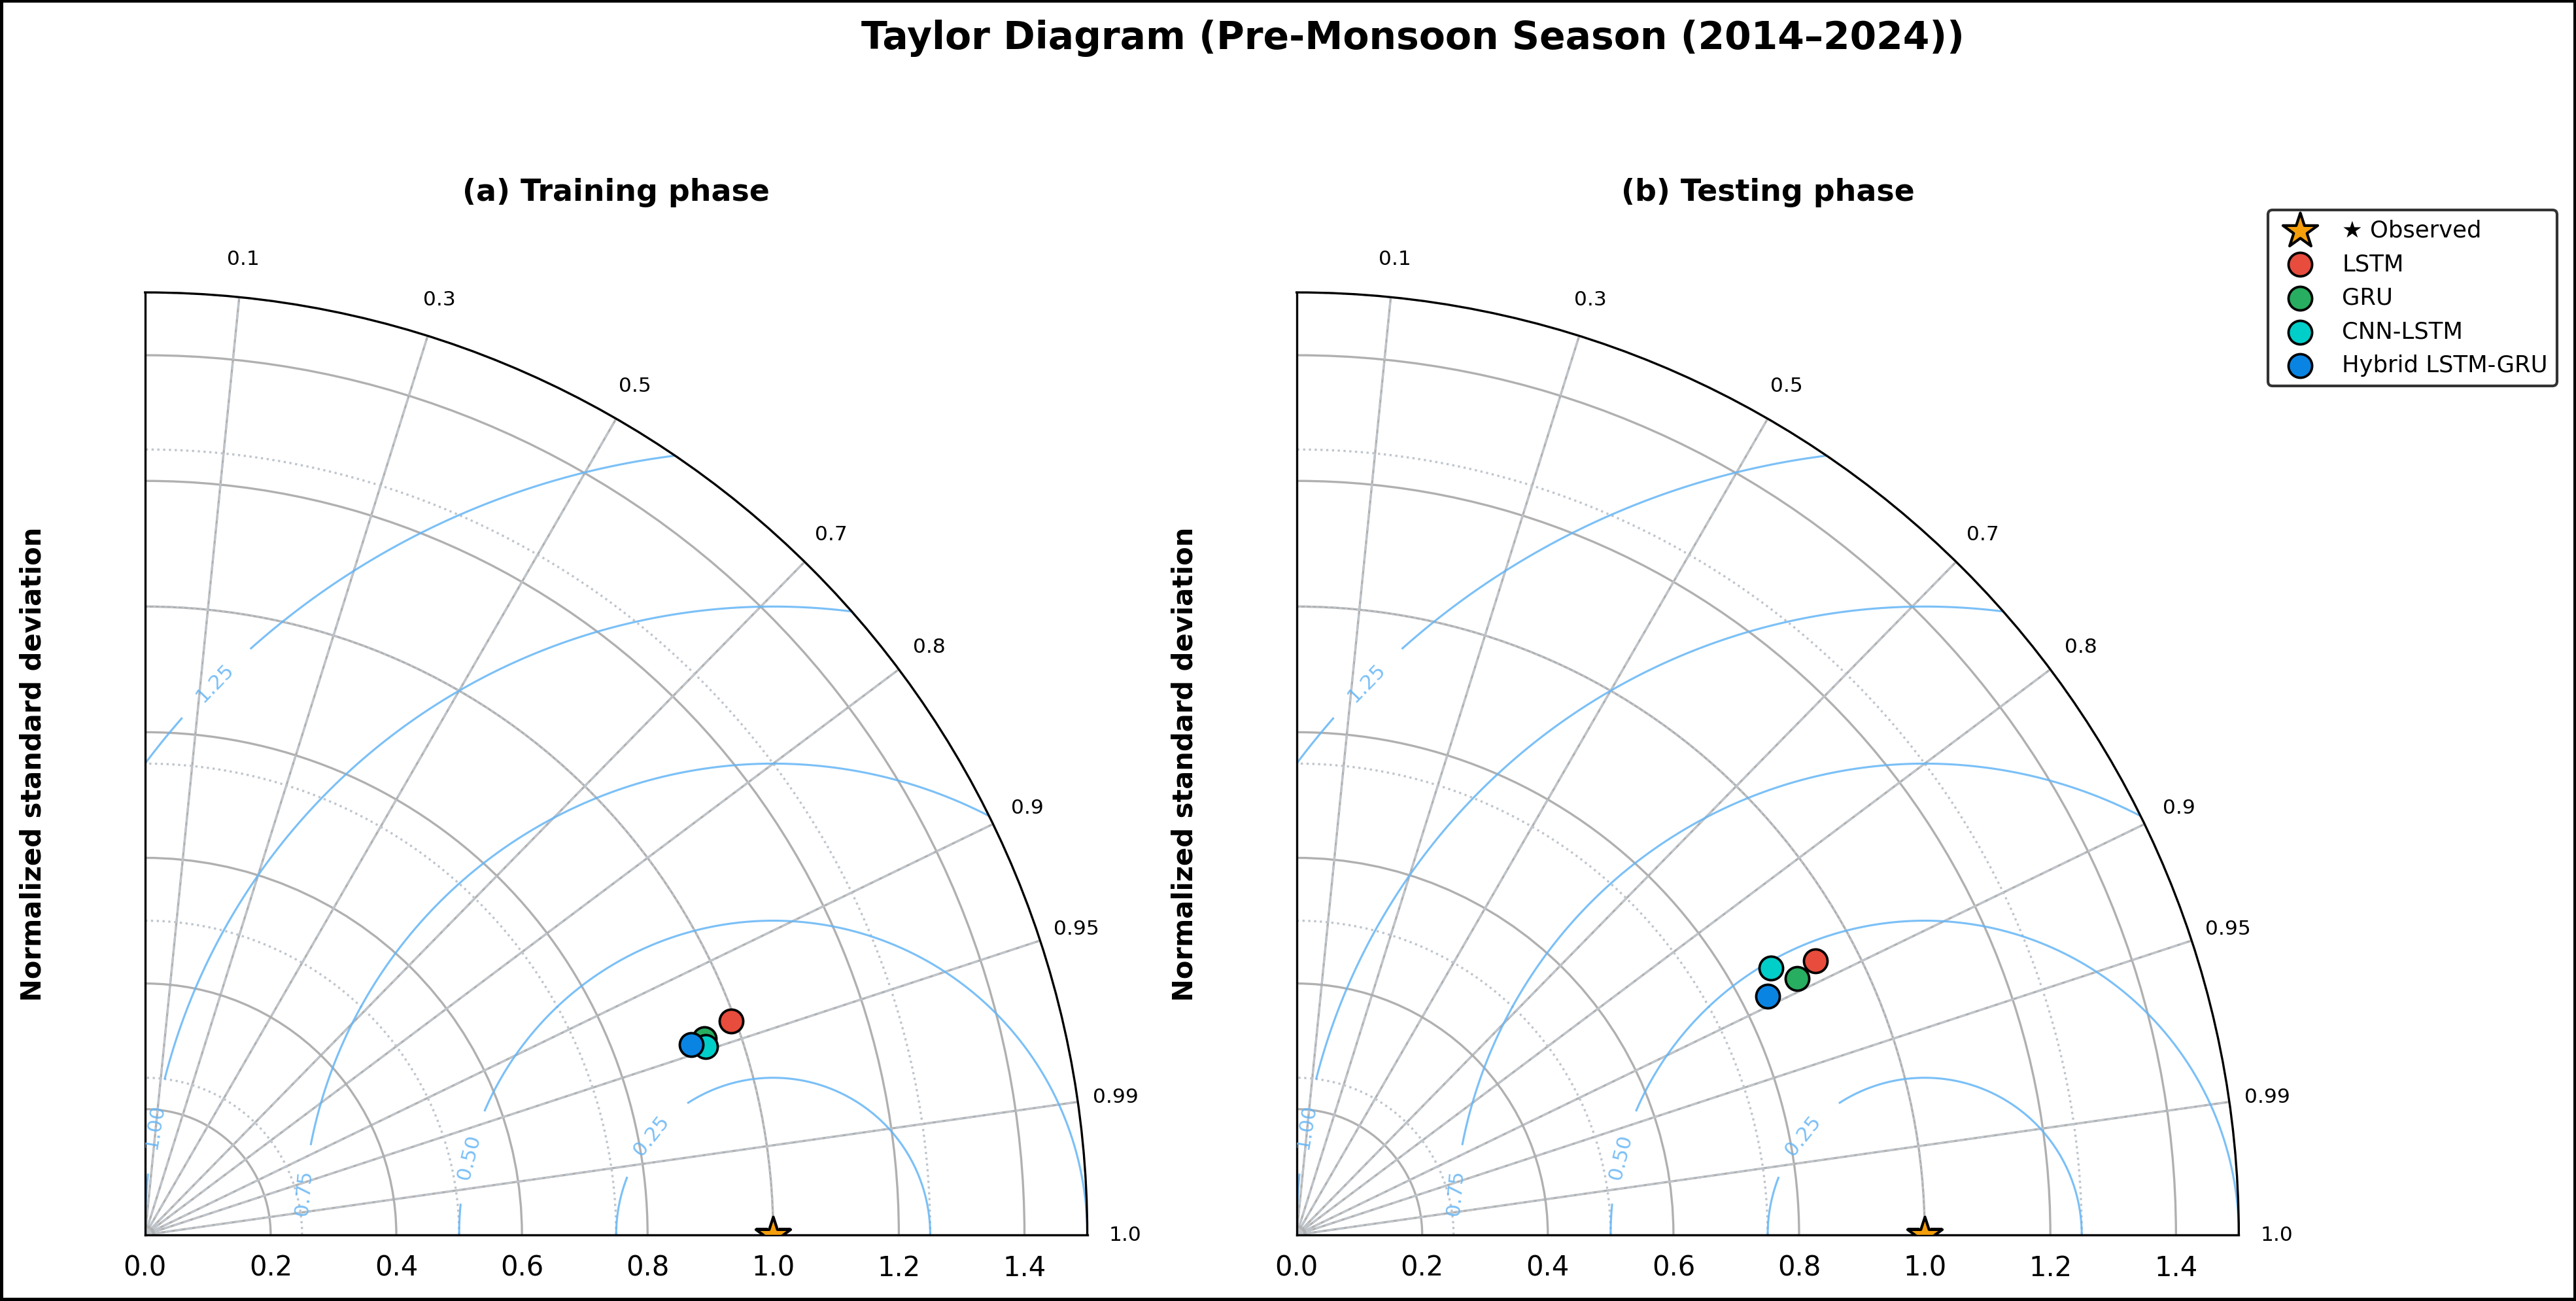 Taylor Diagram (Pre-Monsoon Season (2014–2024))
(a) Training phase
0.1
0.3
0.5
0.7
0.8
0.9
0.95
0.99
1.0
1.25
1.00
0.75
0.50
0.25
Normalized standard deviation
0.0 0.2 0.4 0.6 0.8 1.0 1.2 1.4
(b) Testing phase
0.1
0.3
0.5
0.7
0.8
0.9
0.95
0.99
1.0
1.25
1.00
0.75
0.50
0.25
Normalized standard deviation
0.0 0.2 0.4 0.6 0.8 1.0 1.2 1.4
★ Observed
LSTM
GRU
CNN-LSTM
Hybrid LSTM-GRU